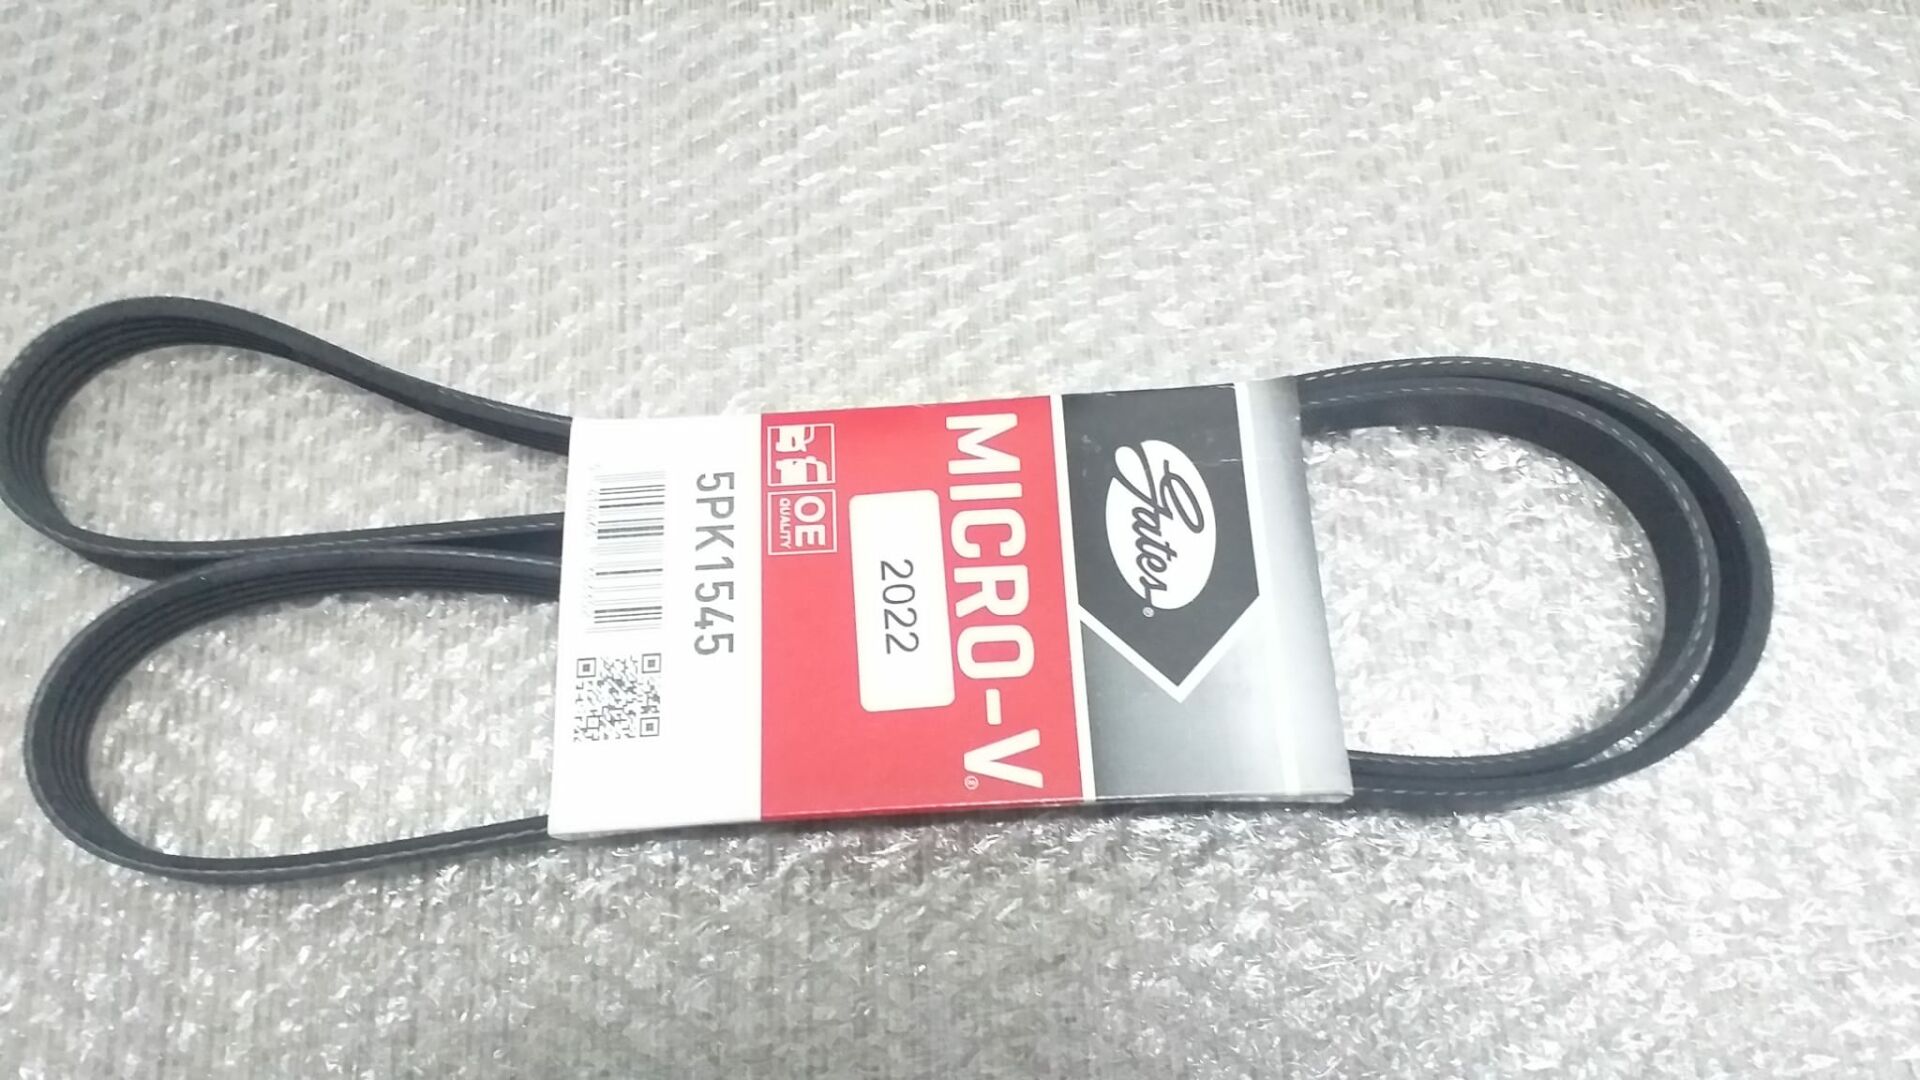 Gates®
MICRO-V®
2022
OE
QUALITY
5PK1545